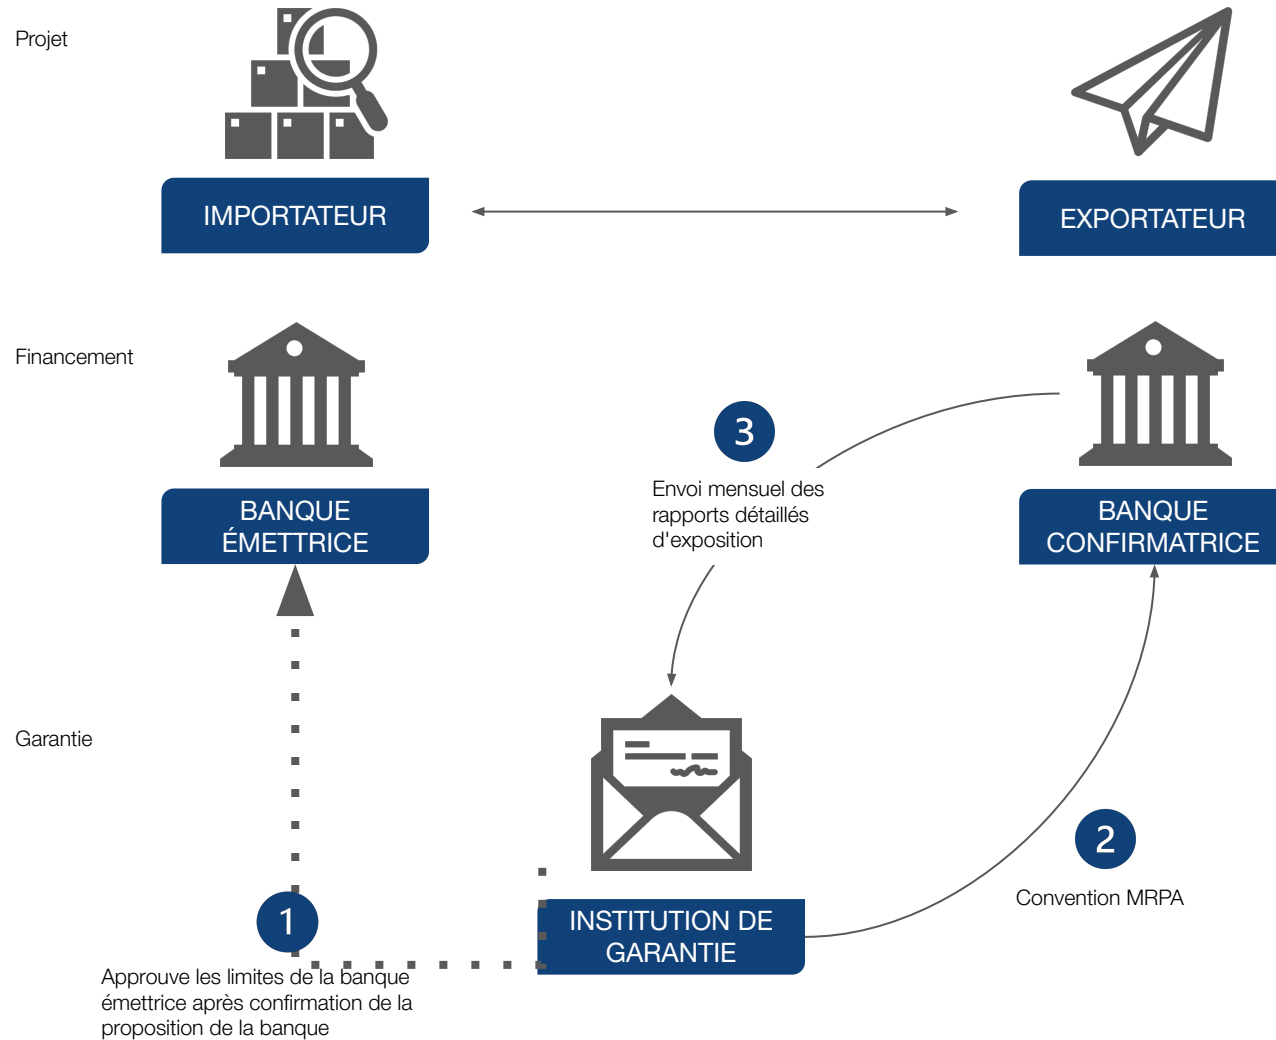 Projet
IMPORTATEUR
EXPORTATEUR
Financement
BANQUE
ÉMETTRICE
3
Envoi mensuel des
rapports détaillés
d'exposition
BANQUE
CONFIRMATRICE
Garantie
2
Convention MRPA
INSTITUTION DE
GARANTIE
1
Approuve les limites de la banque
émettrice après confirmation de la
proposition de la banque